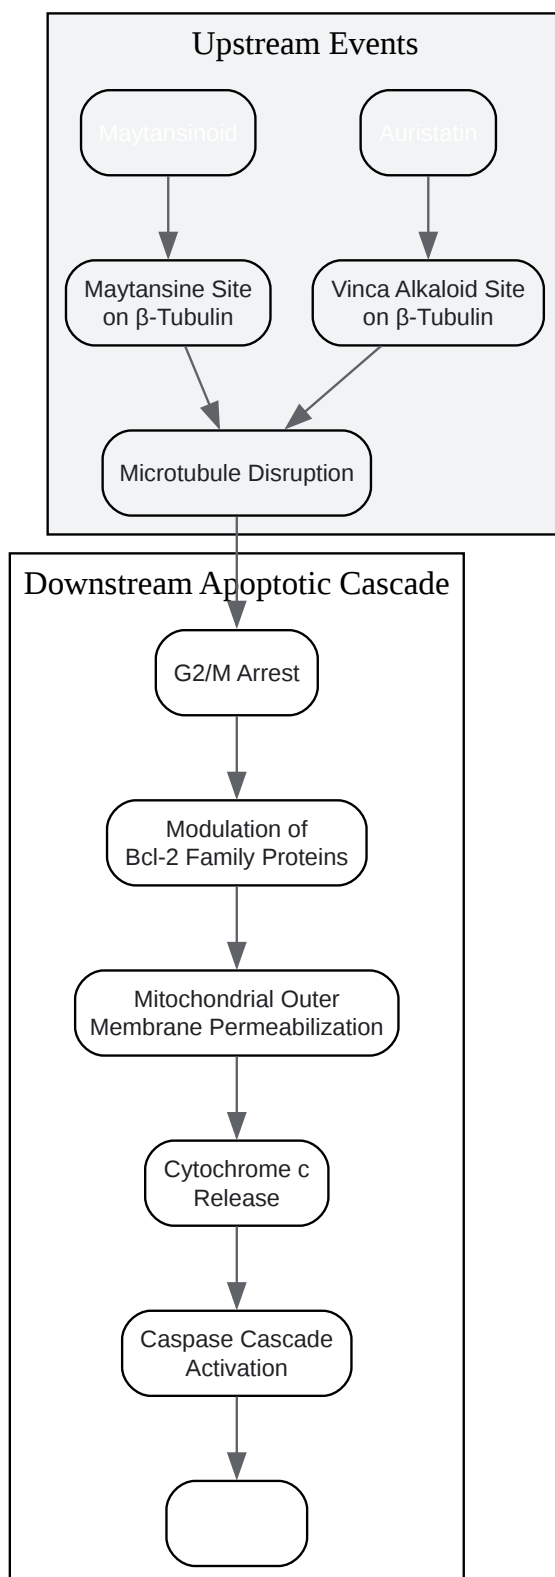 Upstream Events
Maytansinoid
Auristatin
Maytansine Site
on β-Tubulin
Vinca Alkaloid Site
on β-Tubulin
Microtubule Disruption
Downstream Apoptotic Cascade
G2/M Arrest
Modulation of
Bcl-2 Family Proteins
Mitochondrial Outer
Membrane Permeabilization
Cytochrome c
Release
Caspase Cascade
Activation